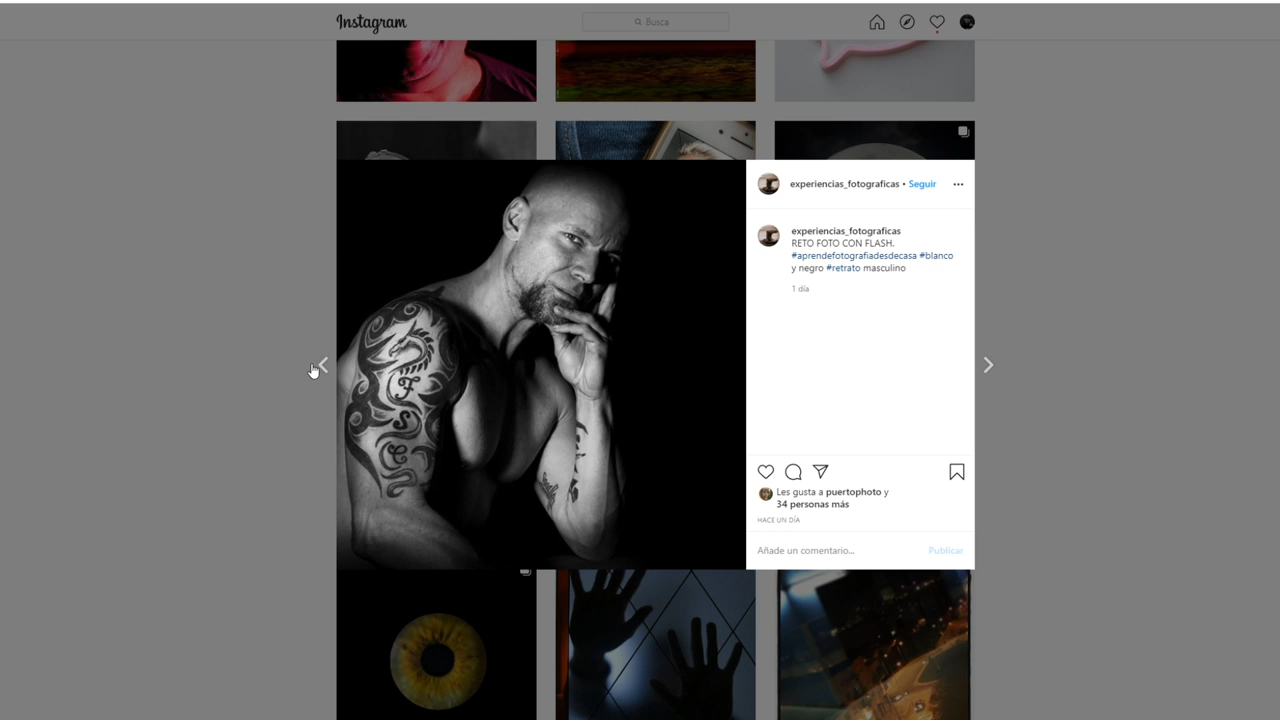 Instagram
Busca
experiencias_fotograficas • Seguir
experiencias_fotograficas
RETO FOTO CON FLASH.
#aprendefotografiadesdecasa #blanco
y negro #retrato masculino
1 día
Les gusta a puertophoto y
34 personas más
HACE UN DÍA
Añade un comentario...
Publicar